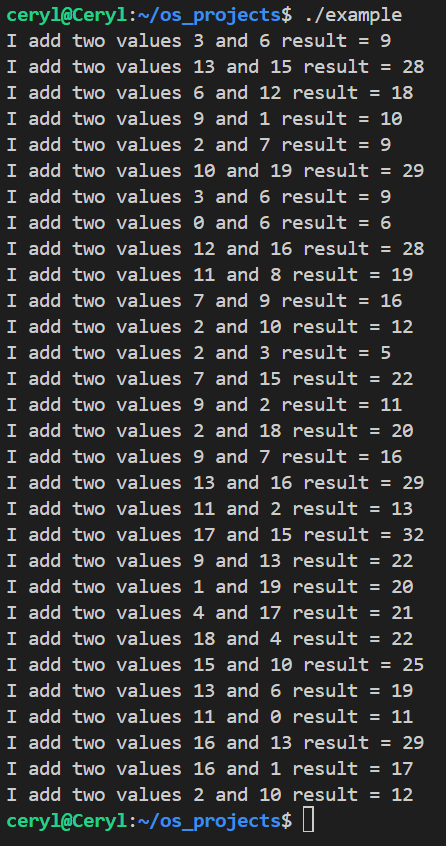 ceryl@Ceryl:~/os_projects$ ./example
I add two values 3 and 6 result = 9
I add two values 13 and 15 result = 28
I add two values 6 and 12 result = 18
I add two values 9 and 1 result = 10
I add two values 2 and 7 result = 9
I add two values 10 and 19 result = 29
I add two values 3 and 6 result = 9
I add two values 0 and 6 result = 6
I add two values 12 and 16 result = 28
I add two values 11 and 8 result = 19
I add two values 7 and 9 result = 16
I add two values 2 and 10 result = 12
I add two values 2 and 3 result = 5
I add two values 7 and 15 result = 22
I add two values 9 and 2 result = 11
I add two values 2 and 18 result = 20
I add two values 9 and 7 result = 16
I add two values 13 and 16 result = 29
I add two values 11 and 2 result = 13
I add two values 17 and 15 result = 32
I add two values 9 and 13 result = 22
I add two values 1 and 19 result = 20
I add two values 4 and 17 result = 21
I add two values 18 and 4 result = 22
I add two values 15 and 10 result = 25
I add two values 13 and 6 result = 19
I add two values 11 and 0 result = 11
I add two values 16 and 13 result = 29
I add two values 16 and 1 result = 17
I add two values 2 and 10 result = 12
ceryl@Ceryl:~/os_projects$